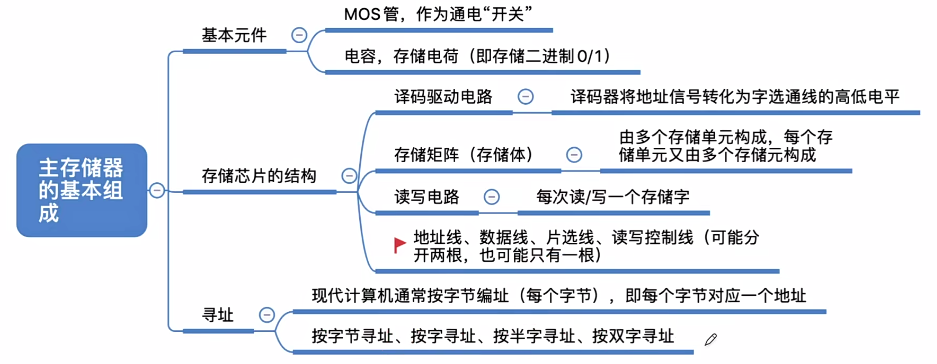 主存储器
的基本组
成
基本元件
MOS管，作为通电“开关”
电容，存储电荷（即存储二进制0/1）
存储芯片的结构
译码驱动电路
译码器将地址信号转化为字选通线的高低电平
存储矩阵（存储体）
由多个存储单元构成，每个存
储单元又由多个存储元构成
读写电路
每次读/写一个存储字
地址线、数据线、片选线、读写控制线（可能分
开两根，也可能只有一根）
寻址
现代计算机通常按字节编址（每个字节），即每个字节对应一个地址
按字节寻址、按字寻址、按半字寻址、按双字寻址